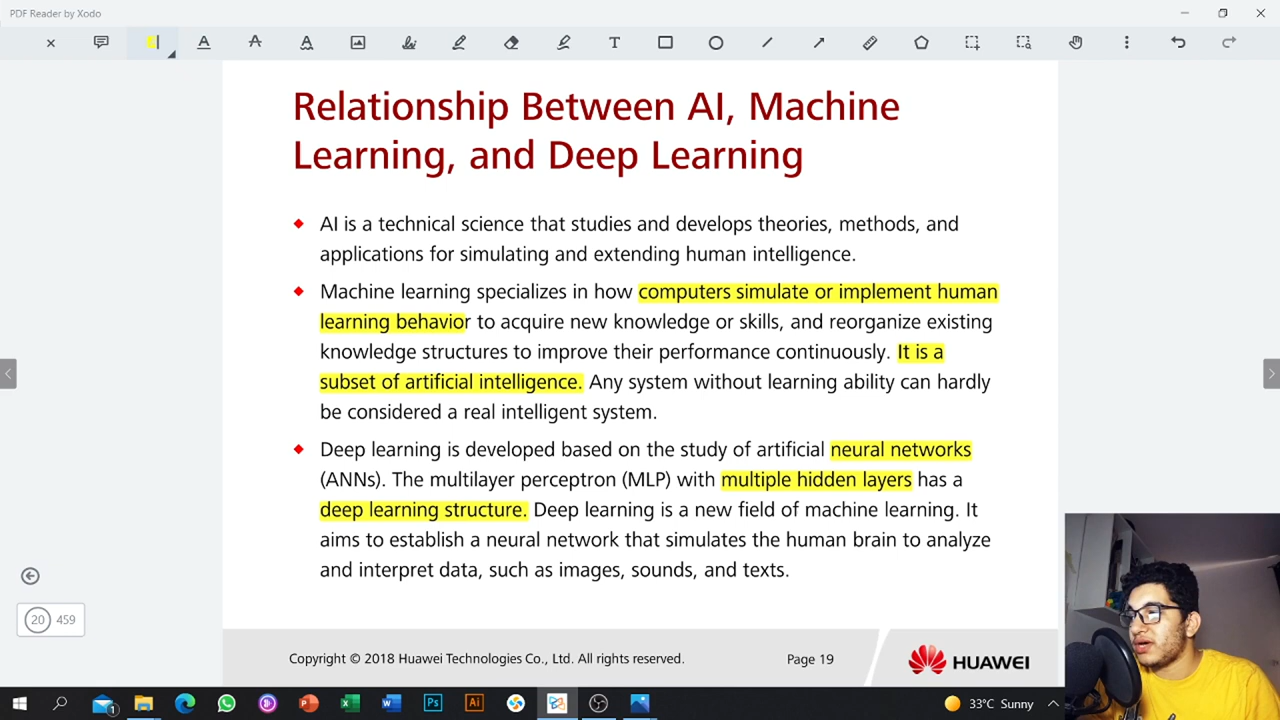 PDF Reader by Xodo
Relationship Between AI, Machine
Learning, and Deep Learning
AI is a technical science that studies and develops theories, methods, and
applications for simulating and extending human intelligence.
Machine learning specializes in how computers simulate or implement human
learning behavior to acquire new knowledge or skills, and reorganize existing
knowledge structures to improve their performance continuously. It is a
subset of artificial intelligence. Any system without learning ability can hardly
be considered a real intelligent system.
Deep learning is developed based on the study of artificial neural networks
(ANNs). The multilayer perceptron (MLP) with multiple hidden layers has a
deep learning structure. Deep learning is a new field of machine learning. It
aims to establish a neural network that simulates the human brain to analyze
and interpret data, such as images, sounds, and texts.
20 459
Copyright © 2018 Huawei Technologies Co., Ltd. All rights reserved. Page 19 HUAWEI
33°C Sunny